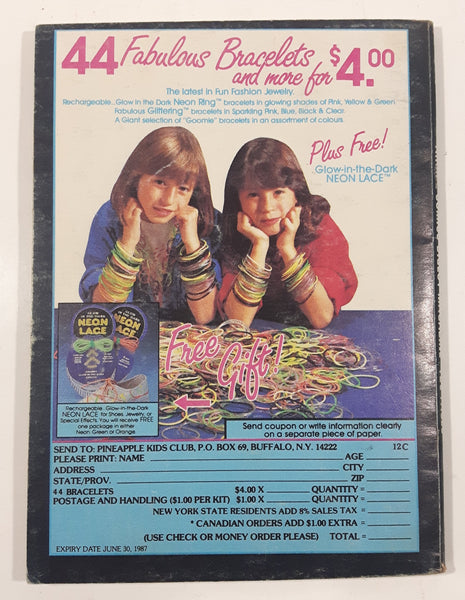 44 Fabulous Bracelets
and more for $4.00
The latest in Fun Fashion Jewelry.
Rechargeable...Glow in the Dark Neon Ring™ bracelets in glowing shades of Pink, Yellow & Green.
Fabulous Glittering™ bracelets in Sparkling Pink, Blue, Black & Clear.
A Giant selection of "Goomie" bracelets in an assortment of colours.
Plus Free!
Glow-in-the-Dark
NEON LACE™
NEON
LACE
NEON
LACE
Free Gift!
Rechargeable, Glow-in-the-Dark
NEON LACE for Shoes, Jewelry, or
Special Effects. You will receive FREE
one package in either
Neon Green or Orange.
Send coupon or write information clearly
on a separate piece of paper.
SEND TO: PINEAPPLE KIDS CLUB, P.O. BOX 69, BUFFALO, N.Y. 14222 12C
PLEASE PRINT: NAME AGE
ADDRESS CITY
STATE/PROV. ZIP
44 BRACELETS $4.00 X QUANTITY =
POSTAGE AND HANDLING ($1.00 PER KIT) $1.00 X QUANTITY =
NEW YORK STATE RESIDENTS ADD 8% SALES TAX =
* CANADIAN ORDERS ADD $1.00 EXTRA =
(USE CHECK OR MONEY ORDER PLEASE) TOTAL =
EXPIRY DATE JUNE 30, 1987